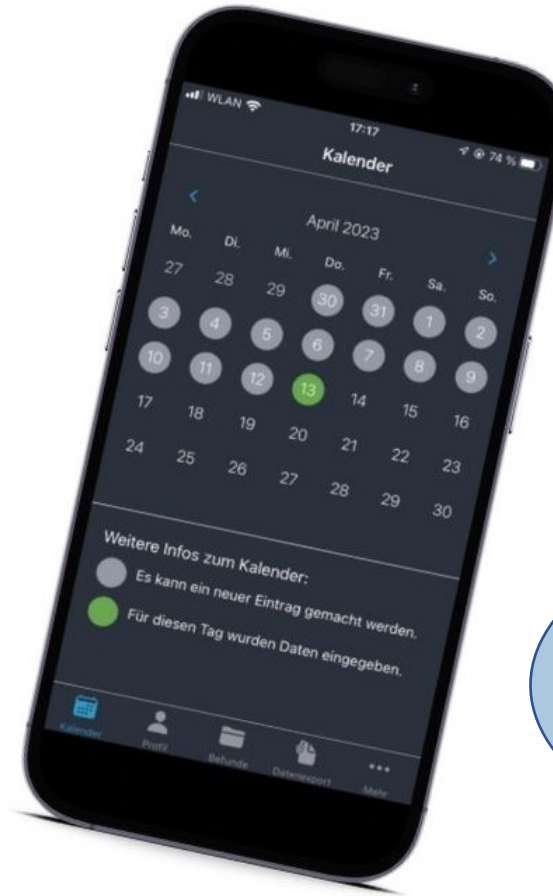 WLAN
17:17
74 %
Kalender
April 2023
Mo. Di. Mi. Do. Fr. Sa. So.
27 28 29 30 31 1 2
3 4 5 6 7 8 9
10 11 12 13 14 15 16
17 18 19 20 21 22 23
24 25 26 27 28 29 30
Weitere Infos zum Kalender:
Es kann ein neuer Eintrag gemacht werden.
Für diesen Tag wurden Daten eingegeben.
Kalender Profil Befunde Datenexport Mehr